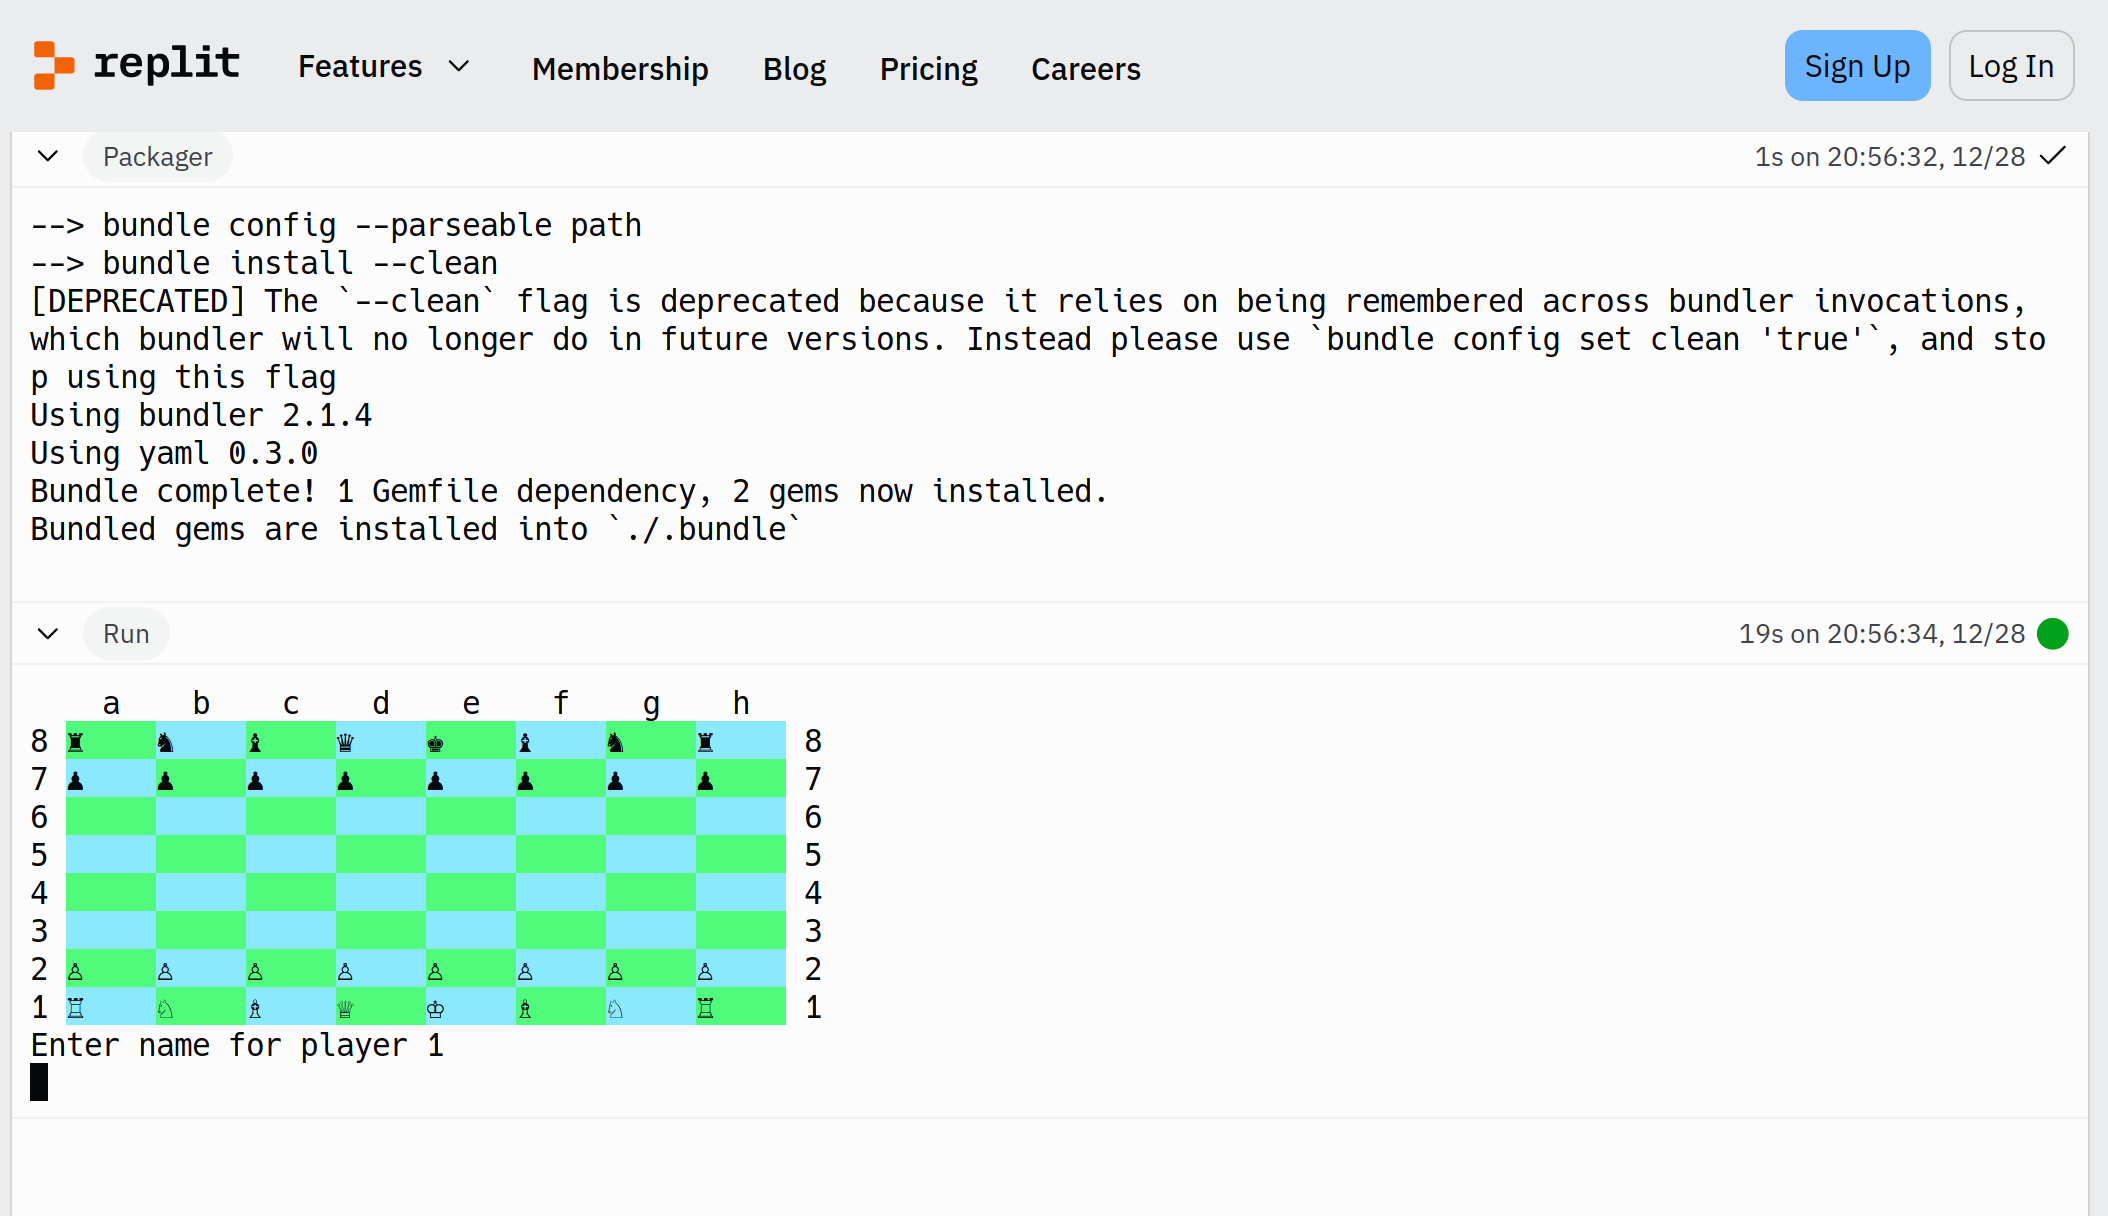 replit Features Membership Blog Pricing Careers Sign Up Log In
Packager 1s on 20:56:32, 12/28
--> bundle config --parseable path
--> bundle install --clean
[DEPRECATED] The `--clean` flag is deprecated because it relies on being remembered across bundler invocations,
which bundler will no longer do in future versions. Instead please use `bundle config set clean 'true'`, and sto
p using this flag
Using bundler 2.1.4
Using yaml 0.3.0
Bundle complete! 1 Gemfile dependency, 2 gems now installed.
Bundled gems are installed into `./.bundle`
Run 19s on 20:56:34, 12/28
a b c d e f g h
8 ♜ ♞ ♝ ♛ ♚ ♝ ♞ ♜ 8
7 ♟ ♟ ♟ ♟ ♟ ♟ ♟ ♟ 7
6 6
5 5
4 4
3 3
2 ♙ ♙ ♙ ♙ ♙ ♙ ♙ ♙ 2
1 ♖ ♘ ♗ ♕ ♔ ♗ ♘ ♖ 1
Enter name for player 1